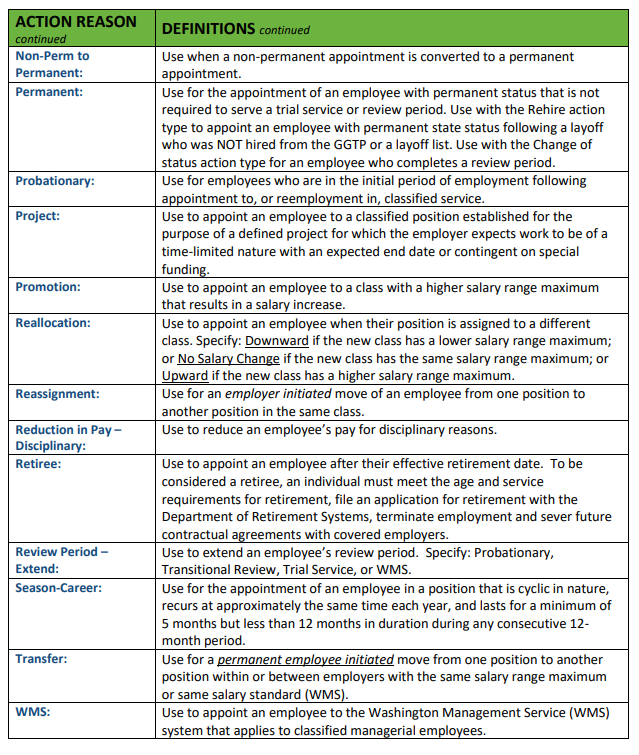 ACTION REASON
continued
DEFINITIONS continued
Non-Perm to
Permanent:
Use when a non-permanent appointment is converted to a permanent
appointment.
Permanent:
Use for the appointment of an employee with permanent status that is not
required to serve a trial service or review period. Use with the Rehire action
type to appoint an employee with permanent state status following a layoff
who was NOT hired from the GGTP or a layoff list. Use with the Change of
status action type for an employee who completes a review period.
Probationary:
Use for employees who are in the initial period of employment following
appointment to, or reemployment in, classified service.
Project:
Use to appoint an employee to a classified position established for the
purpose of a defined project for which the employer expects work to be of a
time-limited nature with an expected end date or contingent on special
funding.
Promotion:
Use to appoint an employee to a class with a higher salary range maximum
that results in a salary increase.
Reallocation:
Use to appoint an employee when their position is assigned to a different
class. Specify: Downward if the new class has a lower salary range maximum;
or No Salary Change if the new class has the same salary range maximum; or
Upward if the new class has a higher salary range maximum.
Reassignment:
Use for an employer initiated move of an employee from one position to
another position in the same class.
Reduction in Pay –
Disciplinary:
Use to reduce an employee’s pay for disciplinary reasons.
Retiree:
Use to appoint an employee after their effective retirement date.  To be
considered a retiree, an individual must meet the age and service
requirements for retirement, file an application for retirement with the
Department of Retirement Systems, terminate employment and sever future
contractual agreements with covered employers.
Review Period –
Extend:
Use to extend an employee’s review period.  Specify: Probationary,
Transitional Review, Trial Service, or WMS.
Season-Career:
Use for the appointment of an employee in a position that is cyclic in nature,
recurs at approximately the same time each year, and lasts for a minimum of
5 months but less than 12 months in duration during any consecutive 12-
month period.
Transfer:
Use for a permanent employee initiated move from one position to another
position within or between employers with the same salary range maximum
or same salary standard (WMS).
WMS:
Use to appoint an employee to the Washington Management Service (WMS)
system that applies to classified managerial employees.